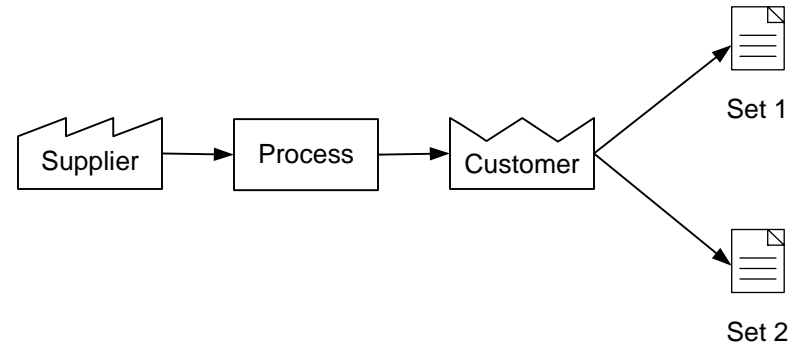 Supplier
Process
Customer
Set 1
Set 2